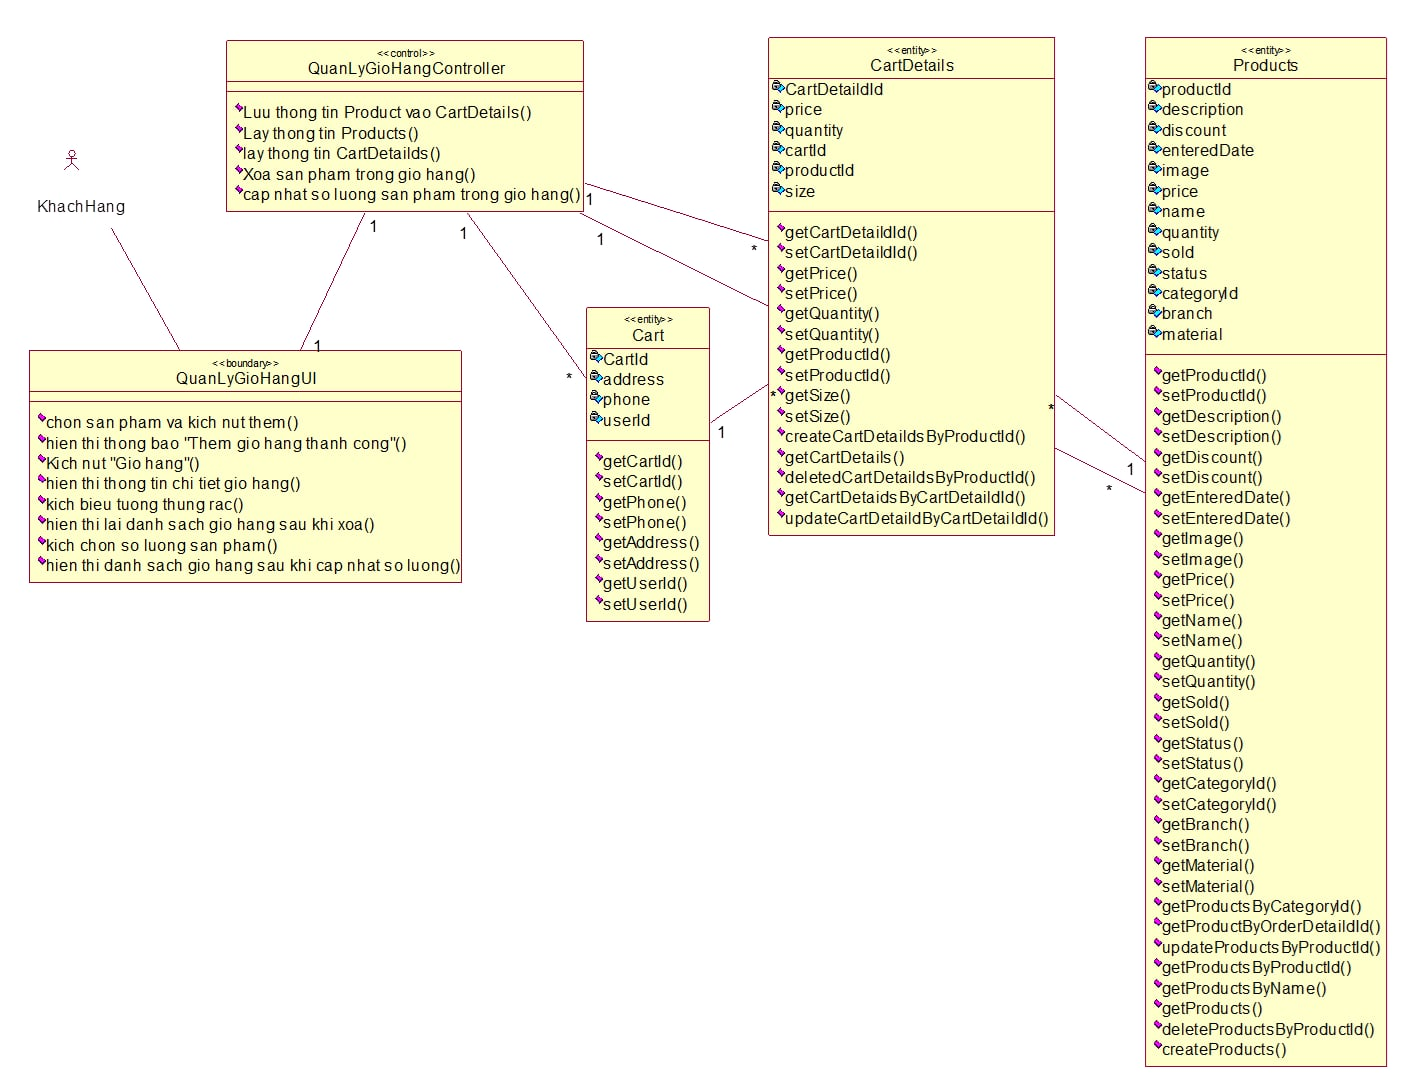 KhachHang
<<control>>
QuanLyGioHangController
Luu thong tin Product vao CartDetails()
Lay thong tin Products()
lay thong tin CartDetailds()
Xoa san pham trong gio hang()
cap nhat so luong san pham trong gio hang()
1
1
1
1
1
*
*
<<boundary>>
QuanLyGioHangUI
chon san pham va kich nut them()
hien thi thong bao "Them gio hang thanh cong"()
Kich nut "Gio hang"()
hien thi thong tin chi tiet gio hang()
kich bieu tuong thung rac()
hien thi lai danh sach gio hang sau khi xoa()
kich chon so luong san pham()
hien thi danh sach gio hang sau khi cap nhat so luong()
<<entity>>
Cart
CartId
address
phone
userId
getCartId()
setCartId()
getPhone()
setPhone()
getAddress()
setAddress()
getUserId()
setUserId()
1
*
<<entity>>
CartDetails
CartDetaildId
price
quantity
cartId
productId
size
getCartDetaildId()
setCartDetaildId()
getPrice()
setPrice()
getQuantity()
setQuantity()
getProductId()
setProductId()
getSize()
setSize()
createCartDetaildsByProductId()
getCartDetails()
deletedCartDetaildsByProductId()
getCartDetaidsByCartDetaildId()
updateCartDetaildByCartDetaildId()
*
1
*
<<entity>>
Products
productId
description
discount
enteredDate
image
price
name
quantity
sold
status
categoryId
branch
material
getProductId()
setProductId()
getDescription()
setDescription()
getDiscount()
setDiscount()
getEnteredDate()
setEnteredDate()
getImage()
setImage()
getPrice()
setPrice()
getName()
setName()
getQuantity()
setQuantity()
getSold()
setSold()
getStatus()
setStatus()
getCategoryId()
setCategoryId()
getBranch()
setBranch()
getMaterial()
setMaterial()
getProductsByCategoryId()
getProductByOrderDetaildId()
updateProductsByProductId()
getProductsByProductId()
getProductsByName()
getProducts()
deleteProductsByProductId()
createProducts()